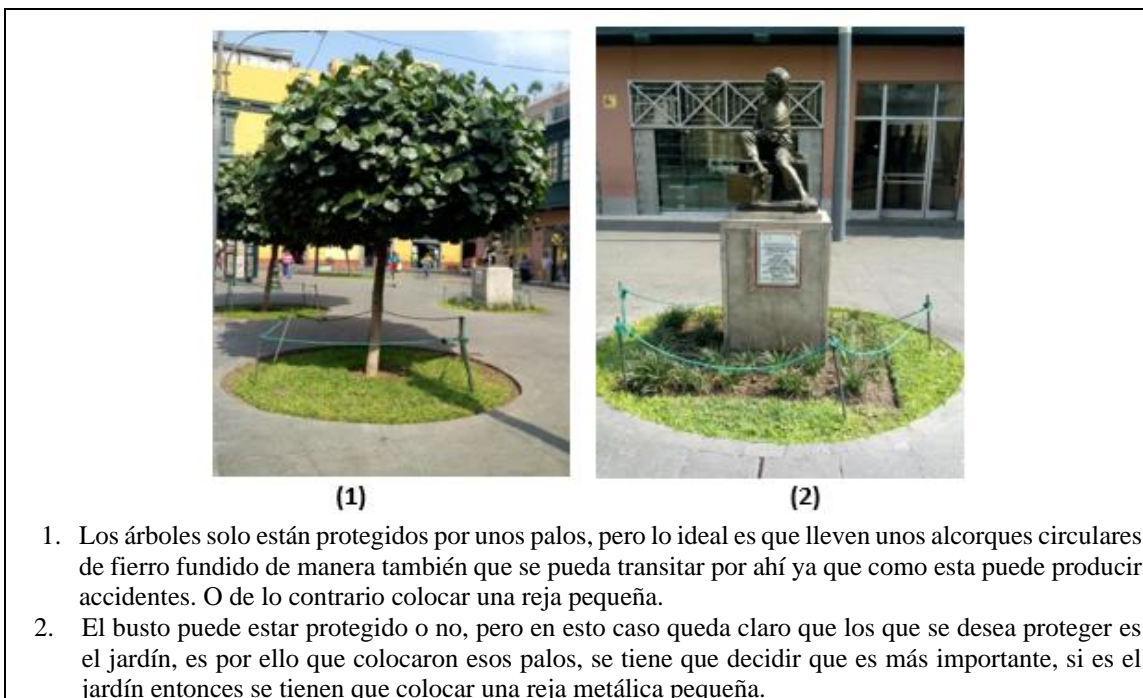 (1)
(2)
1. Los árboles solo están protegidos por unos palos, pero lo ideal es que lleven unos alcorques circulares
de fierro fundido de manera también que se pueda transitar por ahí ya que como esta puede producir
accidentes. O de lo contrario colocar una reja pequeña.
2. El busto puede estar protegido o no, pero en esto caso queda claro que los que se desea proteger es
el jardín, es por ello que colocaron esos palos, se tiene que decidir que es más importante, si es el
jardín entonces se tienen que colocar una reja metálica pequeña.